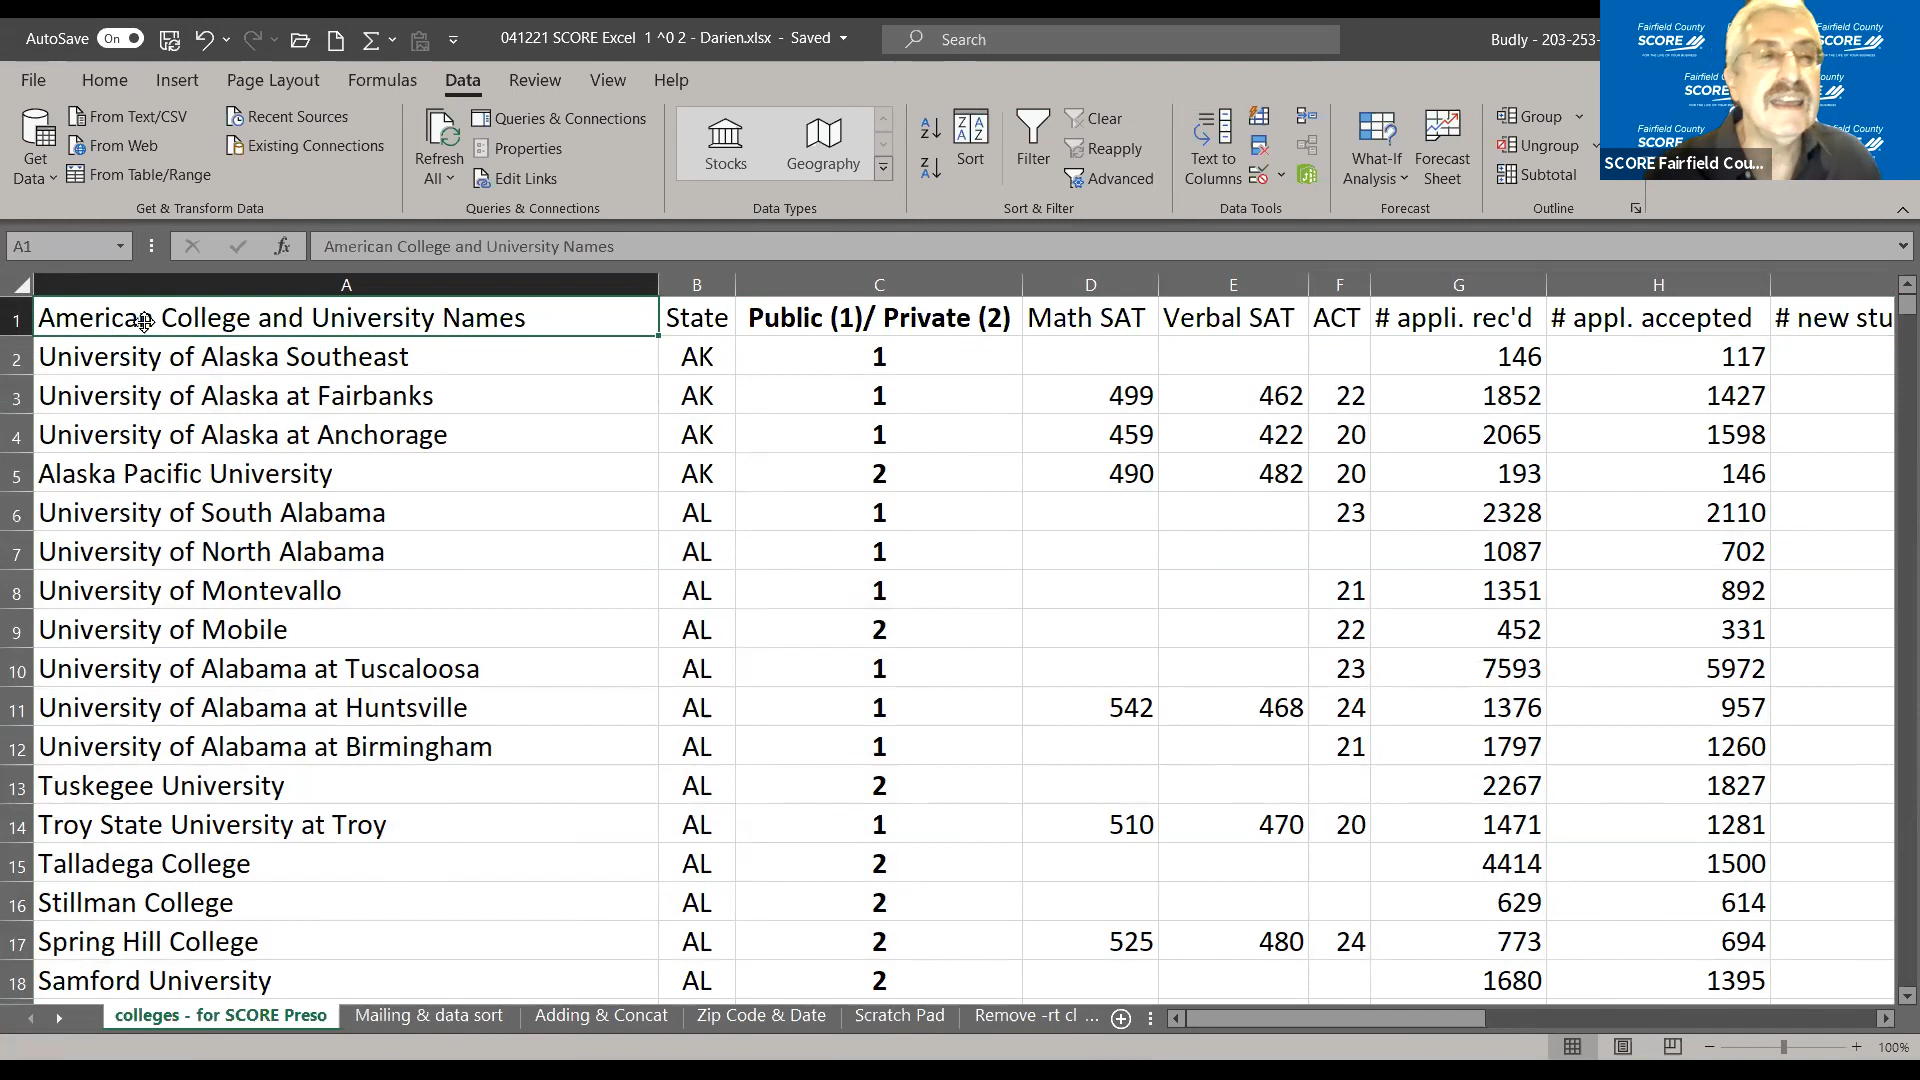 AutoSave On 041221 SCORE Excel 1 ^0 2 - Darien.xlsx - Saved Search Budly - 203-253-
File Home Insert Page Layout Formulas Data Review View Help
Get Data
From Text/CSV
From Web
From Table/Range
Recent Sources
Existing Connections
Get & Transform Data
Refresh All
Queries & Connections
Properties
Edit Links
Queries & Connections
Stocks
Geography
Data Types
Sort
Filter
Clear
Reapply
Advanced
Sort & Filter
Text to Columns
Data Tools
What-If Analysis
Forecast Sheet
Forecast
Group
Ungroup
Subtotal
Outline
Fairfield County
SCORE
SCORE Fairfield Cou...
A1 fx American College and University Names
A B C D E F G H
1 American College and University Names State Public (1)/ Private (2) Math SAT Verbal SAT ACT # appli. rec'd # appl. accepted # new stu
2 University of Alaska Southeast AK 1 146 117
3 University of Alaska at Fairbanks AK 1 499 462 22 1852 1427
4 University of Alaska at Anchorage AK 1 459 422 20 2065 1598
5 Alaska Pacific University AK 2 490 482 20 193 146
6 University of South Alabama AL 1 23 2328 2110
7 University of North Alabama AL 1 1087 702
8 University of Montevallo AL 1 21 1351 892
9 University of Mobile AL 2 22 452 331
10 University of Alabama at Tuscaloosa AL 1 23 7593 5972
11 University of Alabama at Huntsville AL 1 542 468 24 1376 957
12 University of Alabama at Birmingham AL 1 21 1797 1260
13 Tuskegee University AL 2 2267 1827
14 Troy State University at Troy AL 1 510 470 20 1471 1281
15 Talladega College AL 2 4414 1500
16 Stillman College AL 2 629 614
17 Spring Hill College AL 2 525 480 24 773 694
18 Samford University AL 2 1680 1395
colleges - for SCORE Preso Mailing & data sort Adding & Concat Zip Code & Date Scratch Pad Remove -rt cl ...
100%